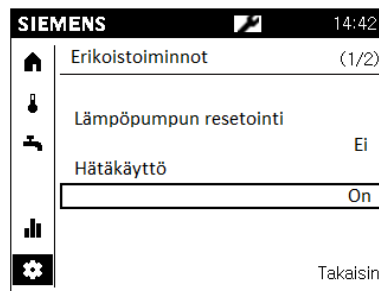 SIEMENS 14:42
Erikoistoiminnot (1/2)
Lämpöpumpun resetointi
Ei
Hätäkäyttö
On
Takaisin